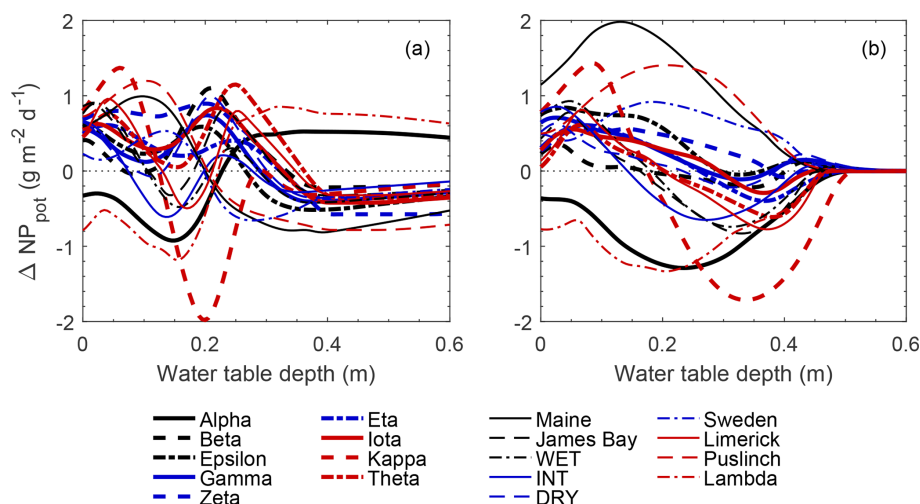 (a)
(b)
Δ NPpot (g m⁻² d⁻¹)
2
1
0
-1
-2
0
0.2
0.4
0.6
Water table depth (m)
2
1
0
-1
-2
0
0.2
0.4
0.6
Water table depth (m)
Alpha
Beta
Epsilon
Gamma
Zeta
Eta
Iota
Kappa
Theta
Maine
James Bay
WET
INT
DRY
Sweden
Limerick
Puslinch
Lambda